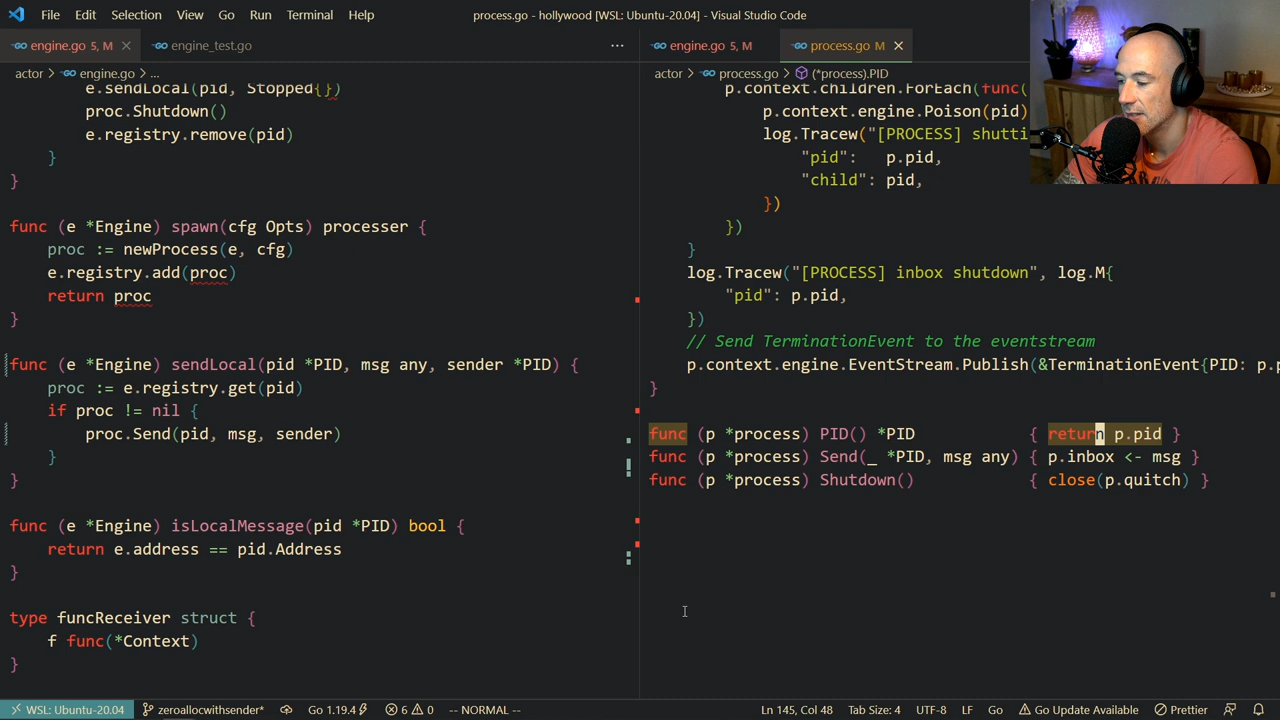 File Edit Selection View Go Run Terminal Help process.go - hollywood [WSL: Ubuntu-20.04] - Visual Studio Code
engine.go 5, M engine_test.go
actor > engine.go > ...
e.sendLocal(pid, Stopped{})
proc.Shutdown()
e.registry.remove(pid)
}
}
func (e *Engine) spawn(cfg Opts) processer {
proc := newProcess(e, cfg)
e.registry.add(proc)
return proc
}
func (e *Engine) sendLocal(pid *PID, msg any, sender *PID) {
proc := e.registry.get(pid)
if proc != nil {
proc.Send(pid, msg, sender)
}
}
func (e *Engine) isLocalMessage(pid *PID) bool {
return e.address == pid.Address
}
type funcReceiver struct {
f func(*Context)
}
engine.go 5, M process.go M
actor > process.go > (*process).PID
p.context.children.ForEach(func(
p.context.engine.Poison(pid)
log.Tracew("[PROCESS] shutti
"pid": p.pid,
"child": pid,
})
})
}
log.Tracew("[PROCESS] inbox shutdown", log.M{
"pid": p.pid,
})
// Send TerminationEvent to the eventstream
p.context.engine.EventStream.Publish(&TerminationEvent{PID: p.p
}
func (p *process) PID() *PID { return p.pid }
func (p *process) Send(_ *PID, msg any) { p.inbox <- msg }
func (p *process) Shutdown() { close(p.quitch) }
WSL: Ubuntu-20.04 zeroallocwithsender* Go 1.19.4 6 0 -- NORMAL -- Ln 145, Col 48 Tab Size: 4 UTF-8 LF Go Go Update Available Prettier